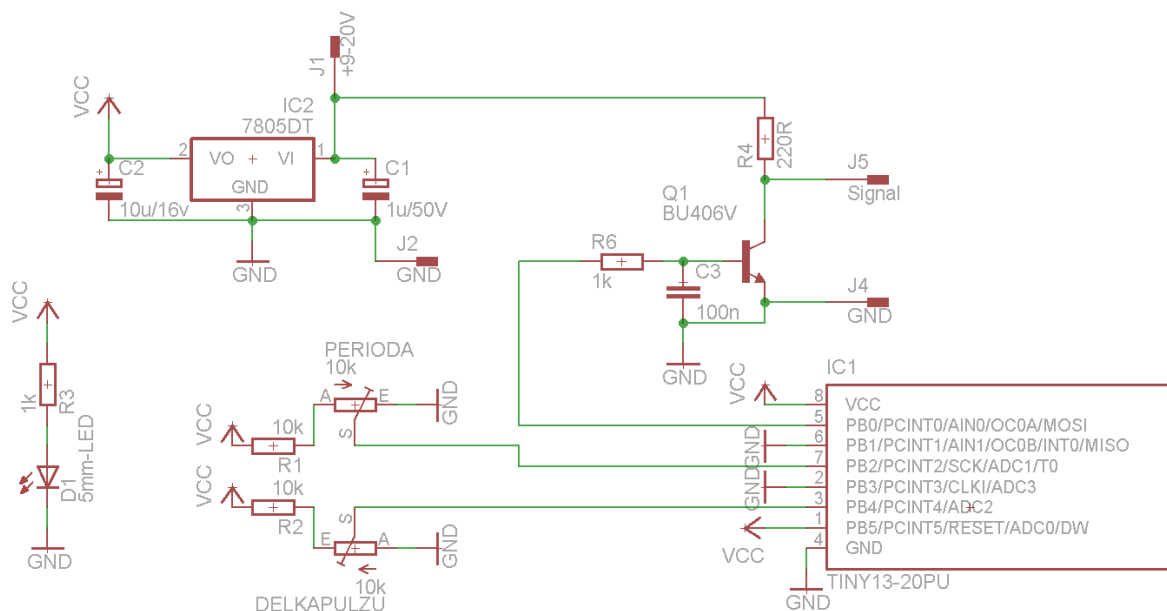 J1
+9-20V
VCC
IC2
7805DT
2
VO
VI
1
GND
3
C2
10u/16v
C1
1u/50V
J2
GND
GND
R4
220R
J5
Signal
Q1
BU406V
R6
1k
C3
100n
J4
GND
GND
VCC
1k
R3
D1
5mm-LED
GND
PERIODA
10k
A
E
S
GND
VCC
10k
R1
VCC
10k
R2
S
E
A
GND
10k
DELKAPULZU
IC1
VCC
8
VCC
5
PB0/PCINT0/AIN0/OC0A/MOSI
GND
6
PB1/PCINT1/AIN1/OC0B/INT0/MISO
7
PB2/PCINT2/SCK/ADC1/T0
GND
2
PB3/PCINT3/CLKI/ADC3
3
PB4/PCINT4/ADC2
VCC
1
PB5/PCINT5/RESET/ADC0/DW
4
GND
GND
TINY13-20PU